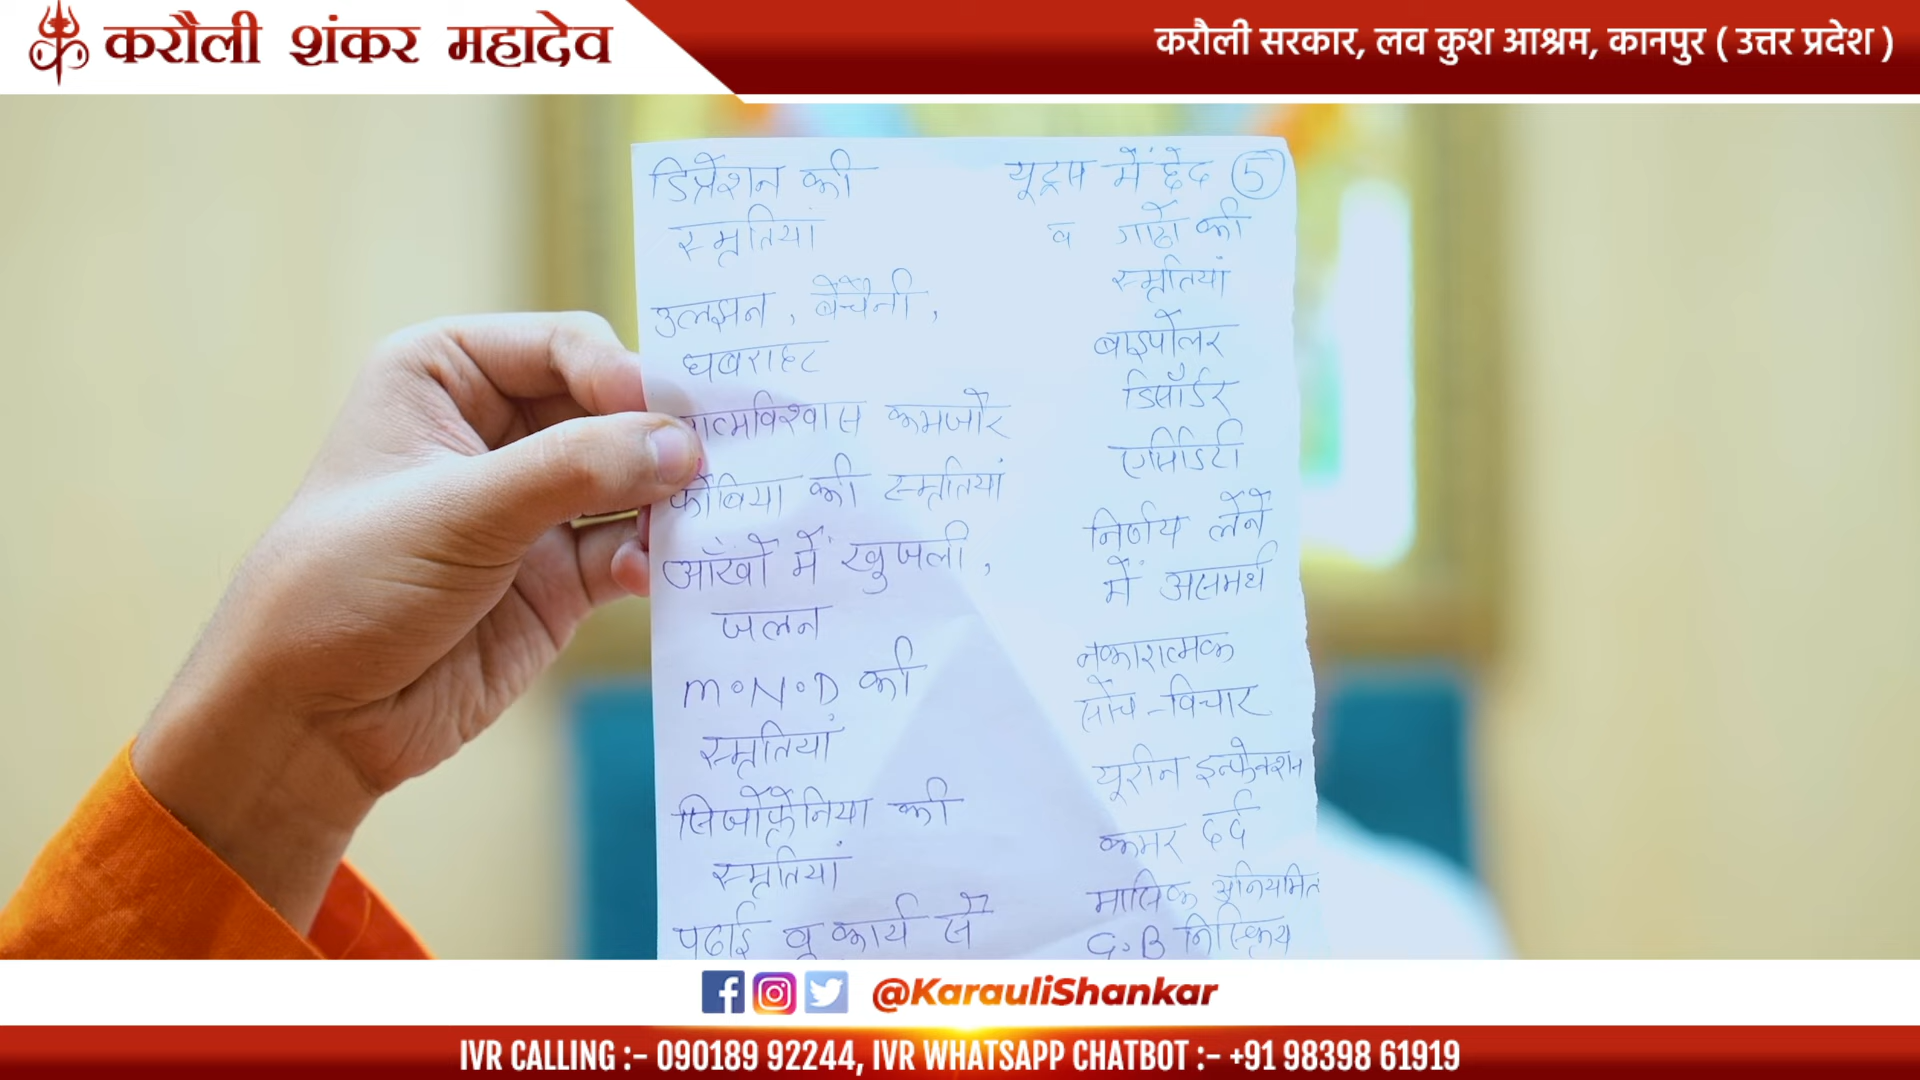 करौली शंकर महादेव
करौली सरकार, लव कुश आश्रम, कानपुर ( उत्तर प्रदेश )
डिप्रेशन की
स्मृतियां
उलझन, बेचैनी,
घबराहट
आत्मविश्वास कमजोर
फोबिया की स्मृतियां
आँखों में खुजली,
जलन
M.N.D की
स्मृतियां
सिजोफ्रेनिया की
स्मृतियां
पढाई व कार्य से
यूट्रस में छेद 5
व गाठों की
स्मृतियां
बाइपोलर
डिसॉर्डर
एसिडिटी
निर्णय लेने
में असमर्थ
नकारात्मक
सोच-विचार
यूरीन इन्फेक्शन
कमर दर्द
मासिक अनियमित
G.B निस्क्रिय
@KarauliShankar
IVR CALLING :- 090189 92244, IVR WHATSAPP CHATBOT :- +91 98398 61919